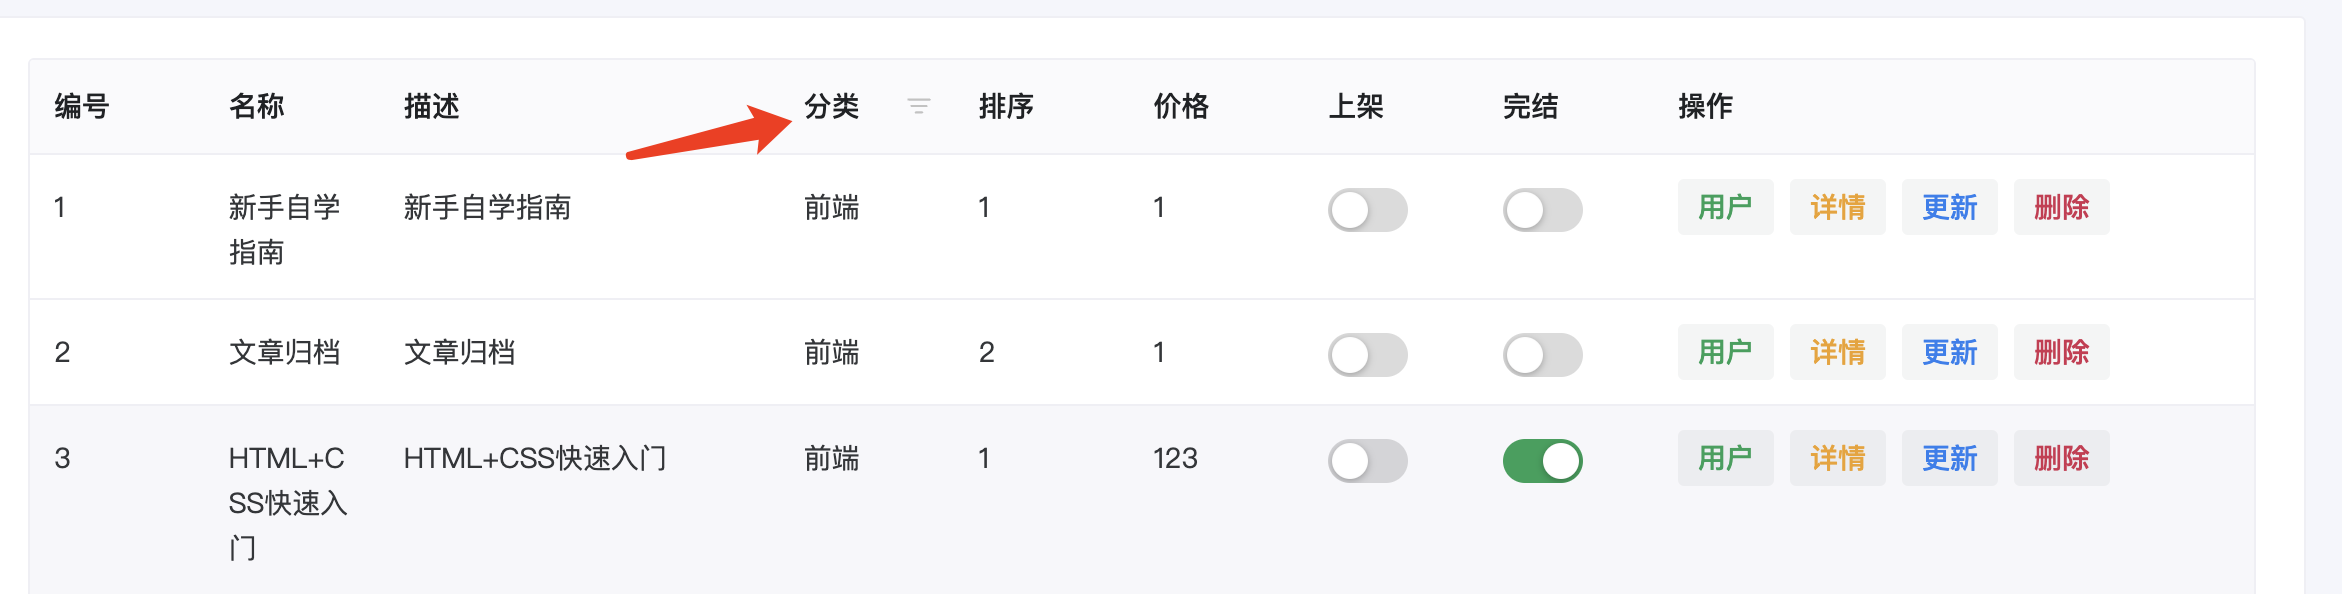 编号 名称 描述 分类 排序 价格 上架 完结 操作
1 新手自学 新手自学指南 前端 1 1 用户 详情 更新 删除
指南
2 文章归档 文章归档 前端 2 1 用户 详情 更新 删除
3 HTML+C HTML+CSS快速入门 前端 1 123 用户 详情 更新 删除
SS快速入
门